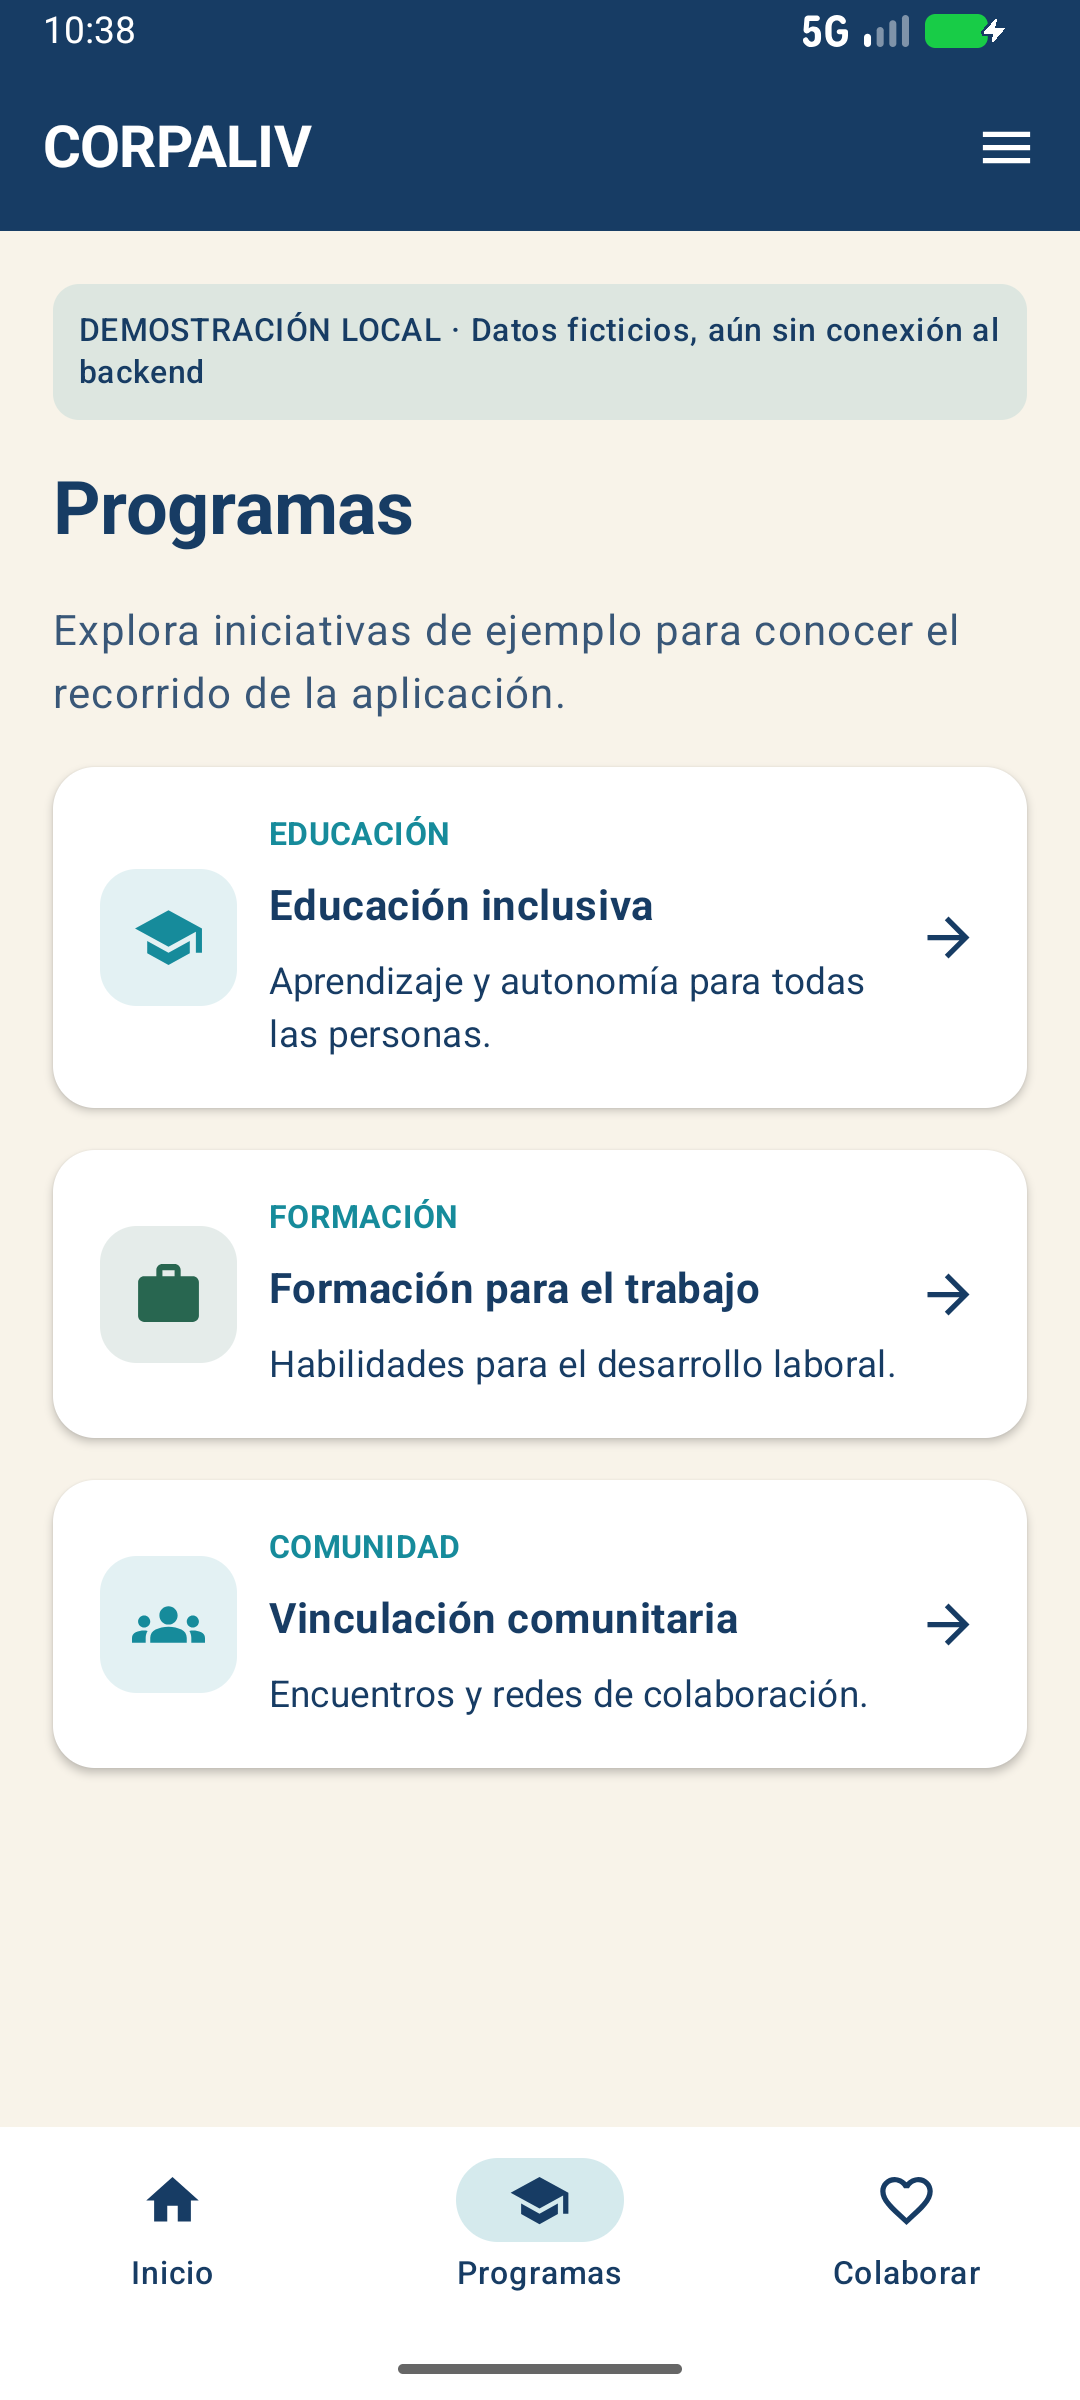 10:38
5G
CORPALIV
DEMOSTRACIÓN LOCAL · Datos ficticios, aún sin conexión al
backend
Programas
Explora iniciativas de ejemplo para conocer el
recorrido de la aplicación.
EDUCACIÓN
Educación inclusiva
Aprendizaje y autonomía para todas
las personas.
FORMACIÓN
Formación para el trabajo
Habilidades para el desarrollo laboral.
COMUNIDAD
Vinculación comunitaria
Encuentros y redes de colaboración.
Inicio
Programas
Colaborar